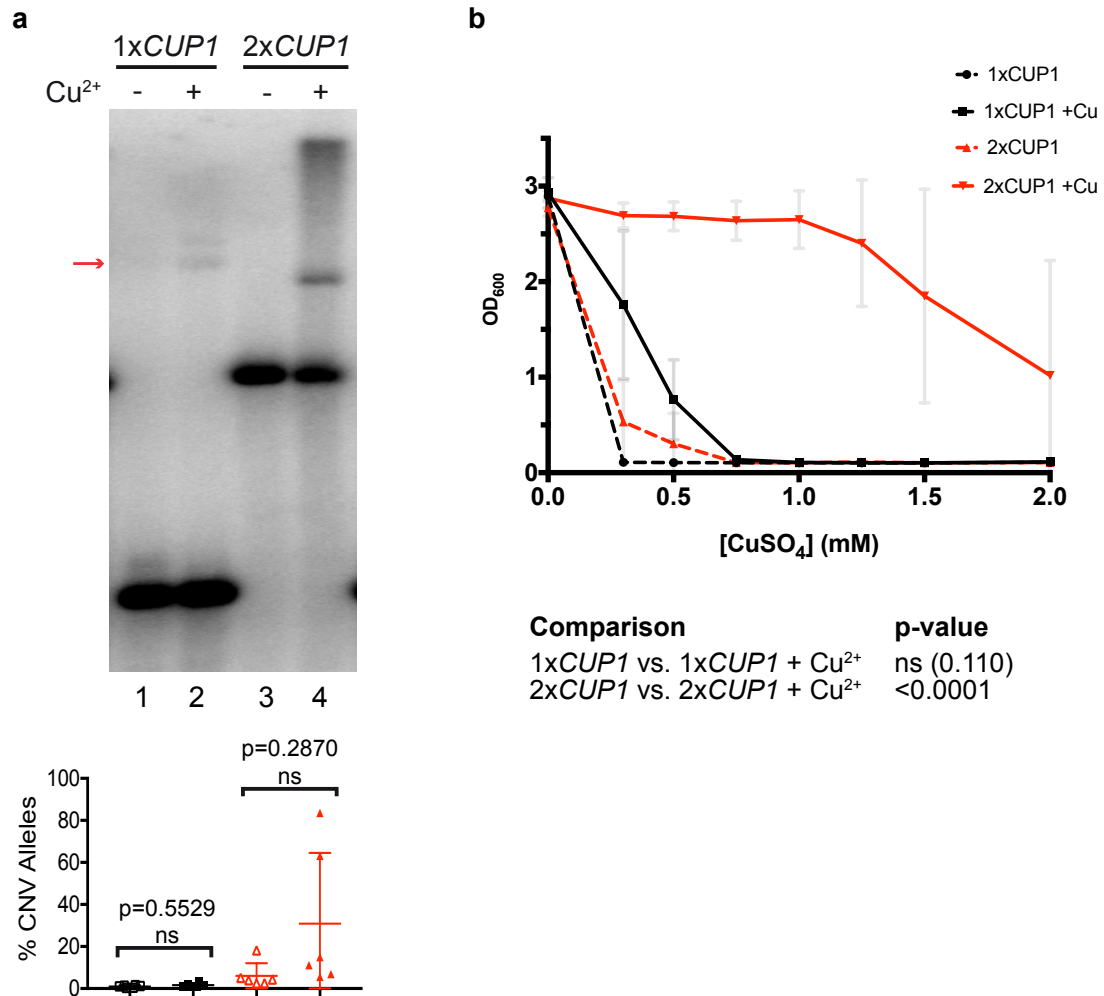 a
1xCUP1 2xCUP1
Cu²⁺ - + - +
→
1 2 3 4
p=0.2870
ns
p=0.5529
ns
% CNV Alleles
100
80
60
40
20
0
b
1xCUP1
1xCUP1 +Cu
2xCUP1
2xCUP1 +Cu
OD₆₀₀
3
2
1
0
0.0 0.5 1.0 1.5 2.0
[CuSO₄] (mM)
Comparison p-value
1xCUP1 vs. 1xCUP1 + Cu²⁺ ns (0.110)
2xCUP1 vs. 2xCUP1 + Cu²⁺ <0.0001